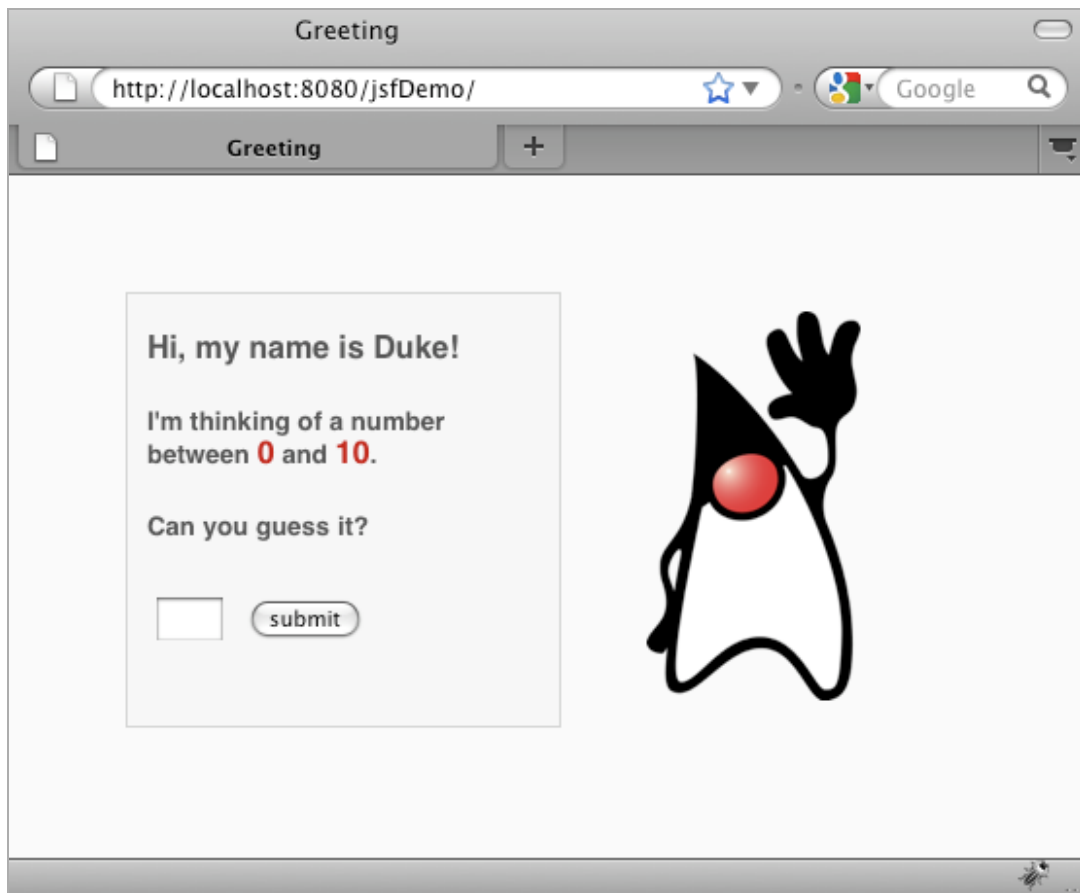 Greeting
http://localhost:8080/jsfDemo/
Google
Greeting
+
Hi, my name is Duke!
I'm thinking of a number
between 0 and 10.
Can you guess it?
submit